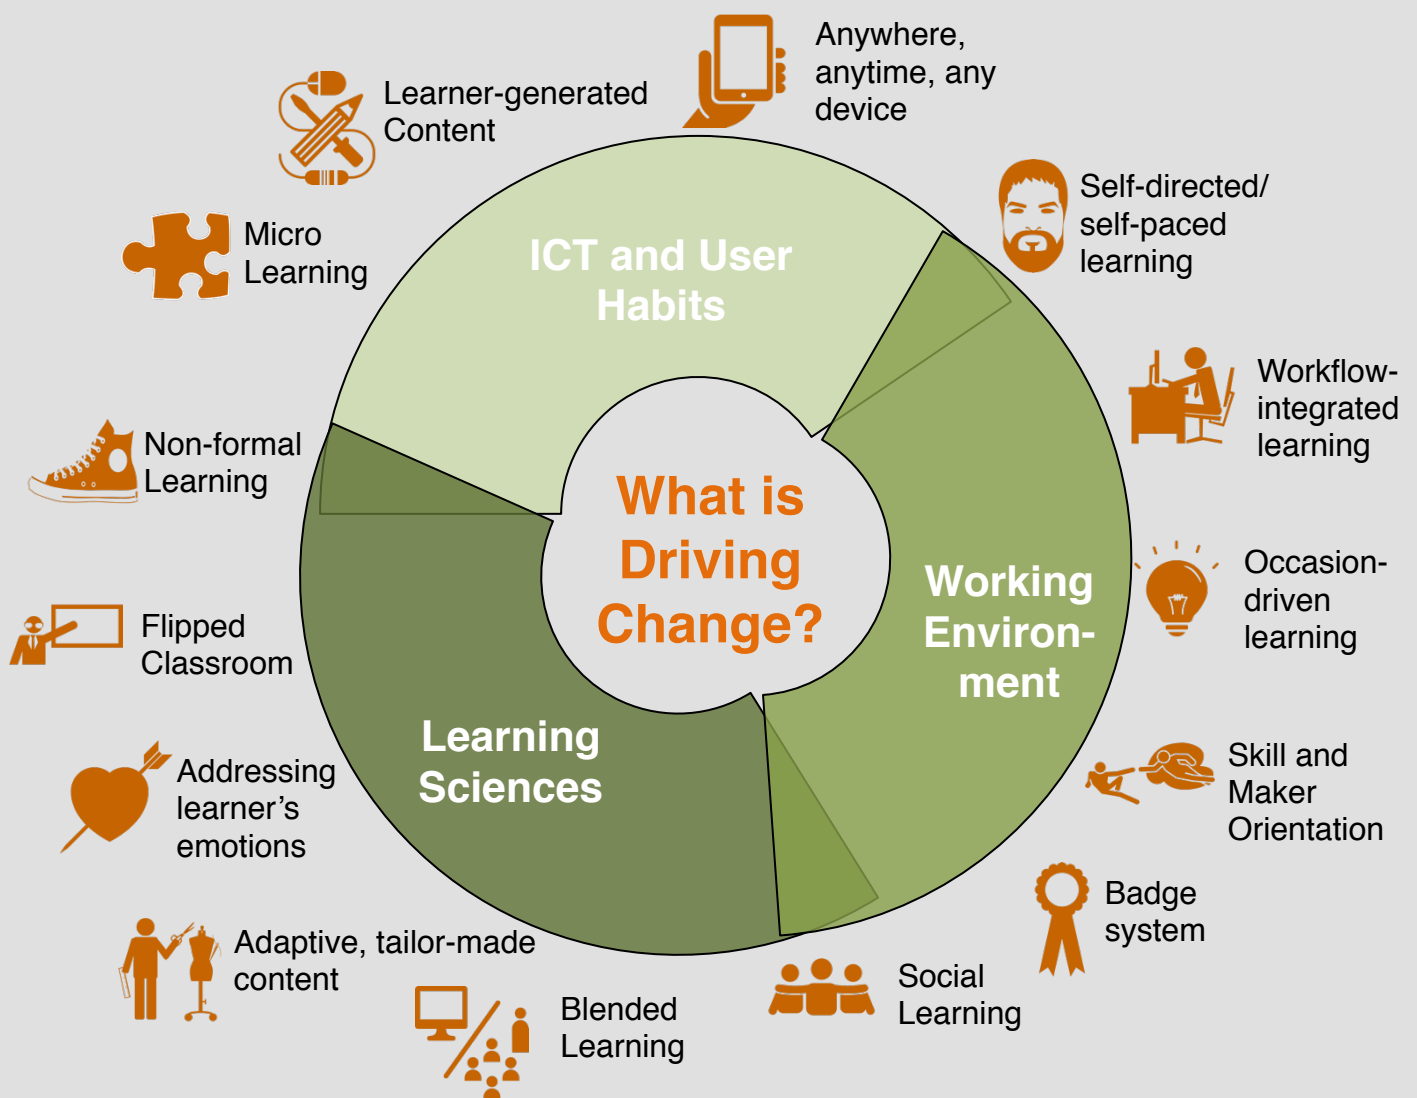 Anywhere,
anytime, any
device
Learner-generated
Content
Self-directed/
self-paced
learning
Micro
Learning
ICT and User
Habits
Workflow-
integrated
learning
Non-formal
Learning
What is
Driving
Change?
Occasion-
driven
learning
Working
Environ-
ment
Flipped
Classroom
Learning
Sciences
Skill and
Maker
Orientation
Addressing
learner’s
emotions
Badge
system
Adaptive, tailor-made
content
Social
Learning
Blended
Learning